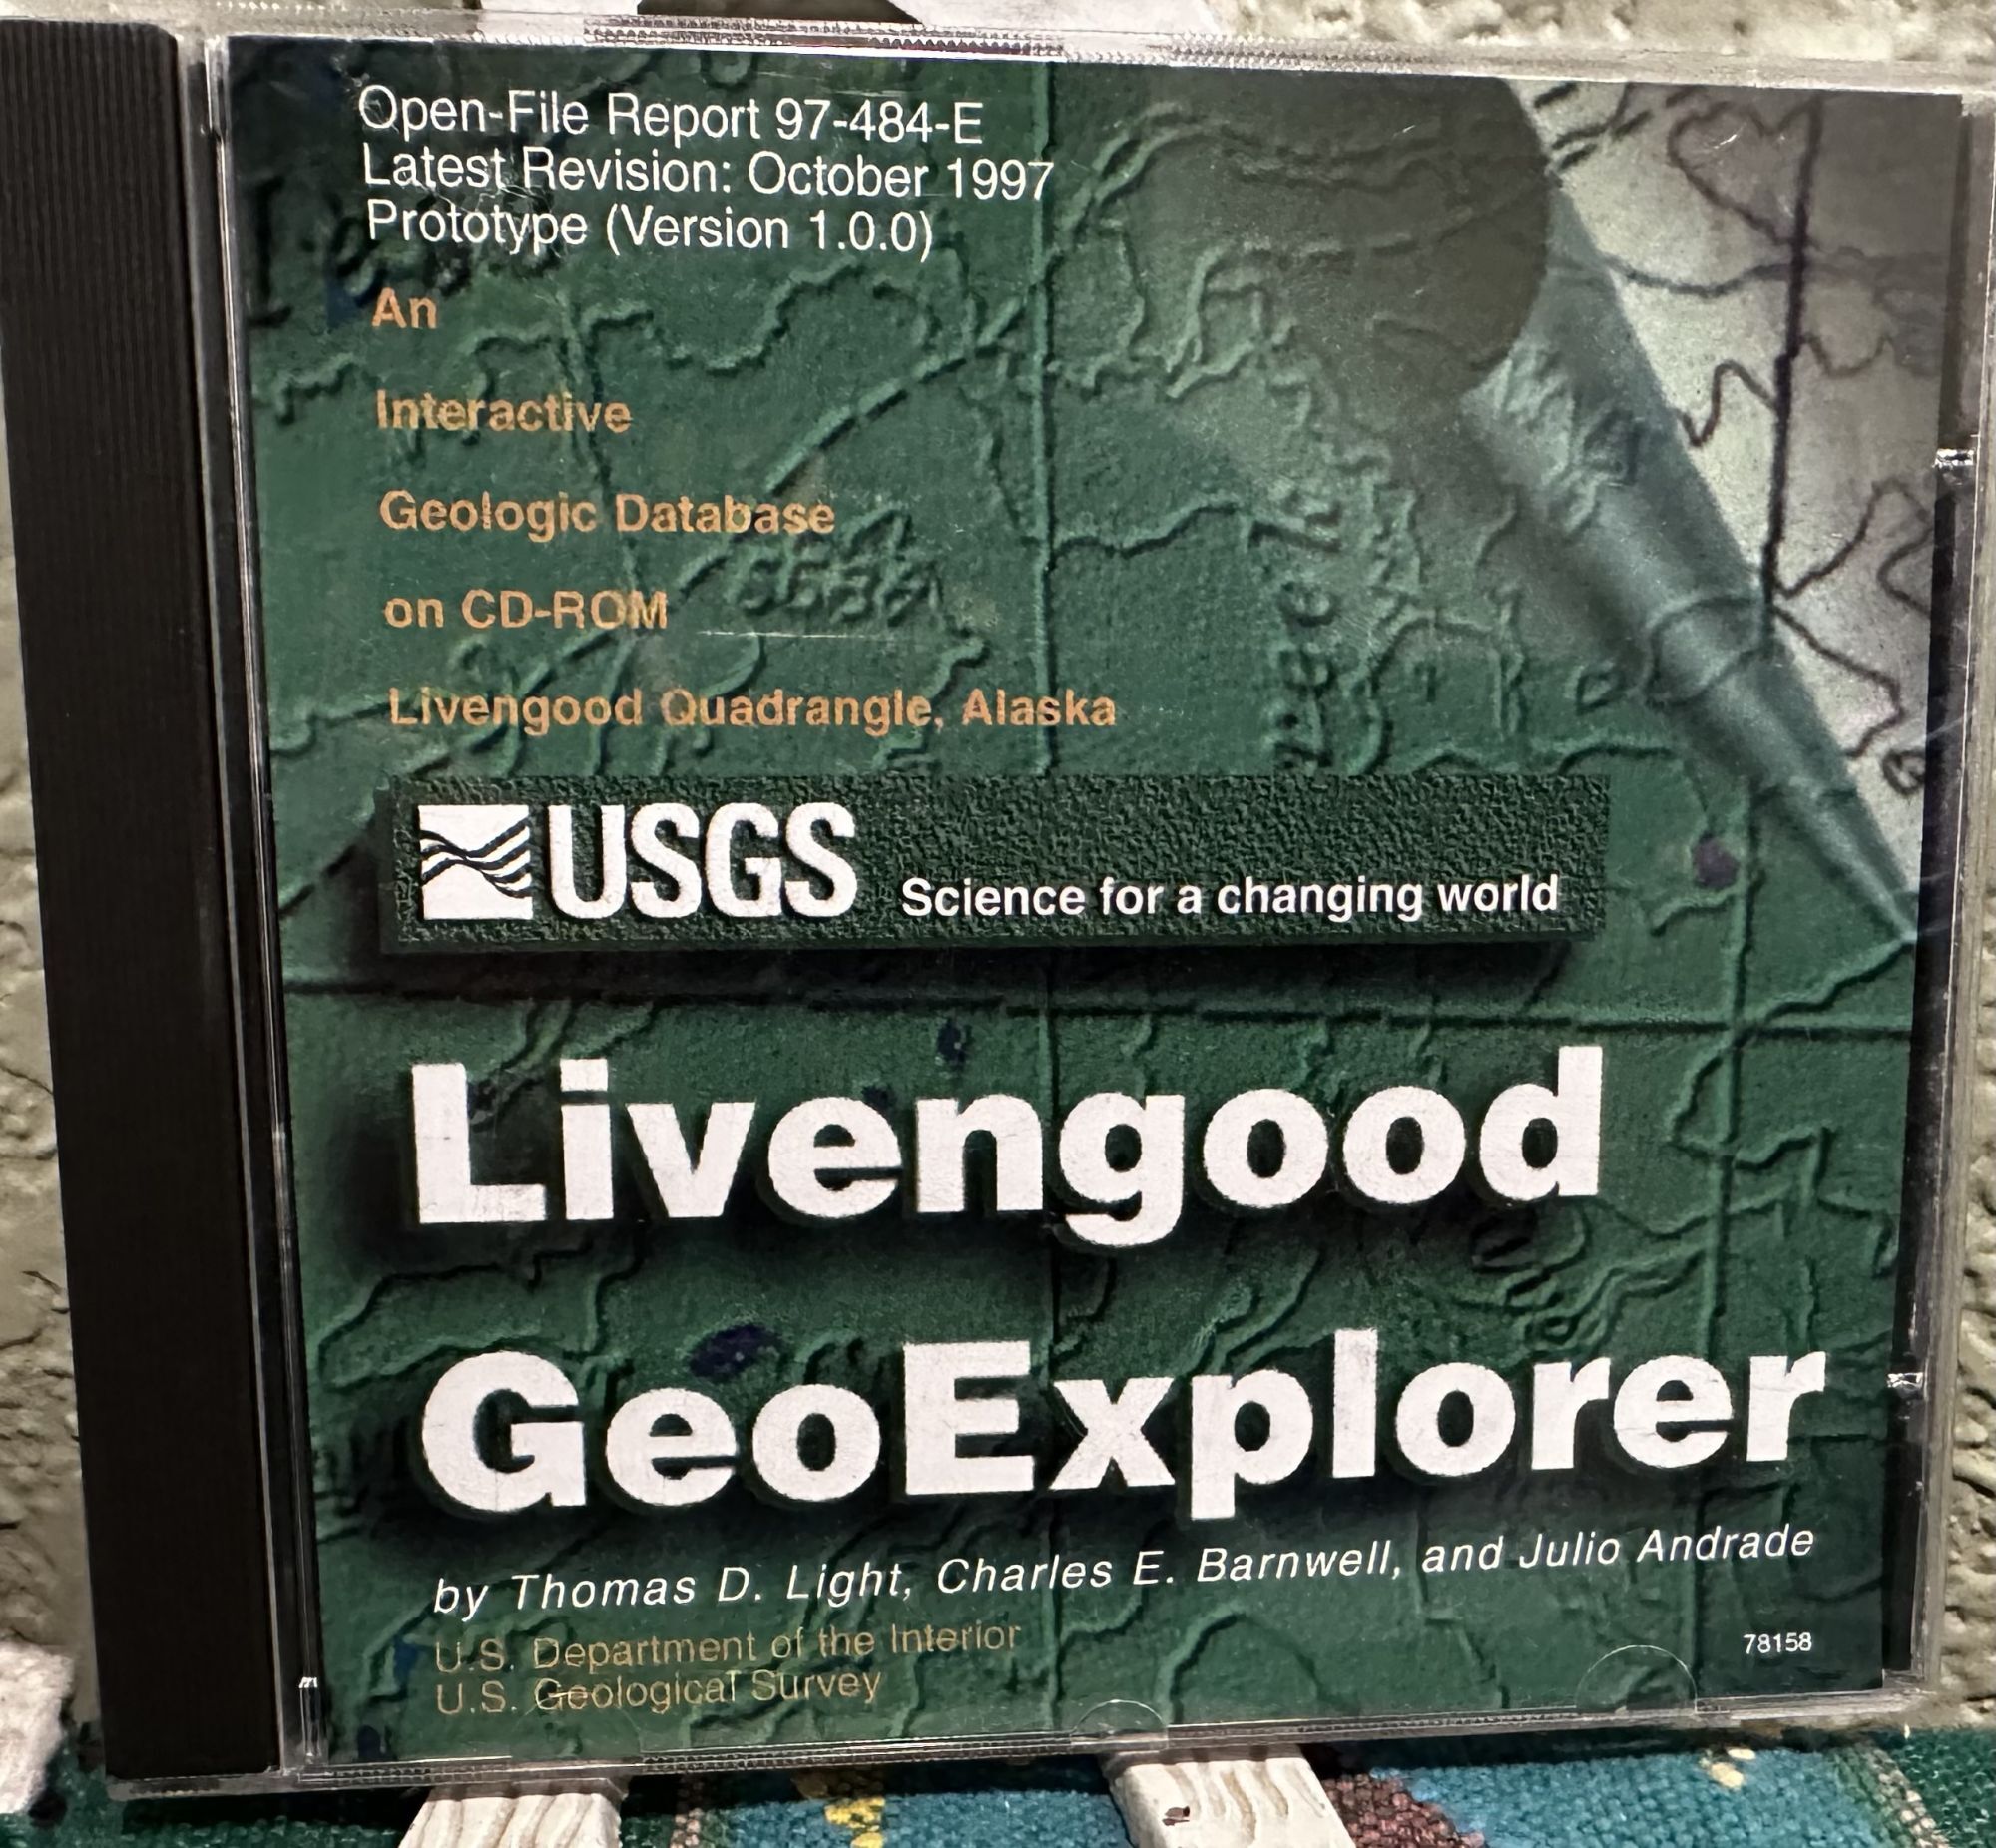 Open-File Report 97-484-E
Latest Revision: October 1997
Prototype (Version 1.0.0)
An
Interactive
Geologic Database
on CD-ROM
Livengood Quadrangle, Alaska
USGS Science for a changing world
Livengood
GeoExplorer
by Thomas D. Light, Charles E. Barnwell, and Julio Andrade
U.S. Department of the Interior
U.S. Geological Survey
78158